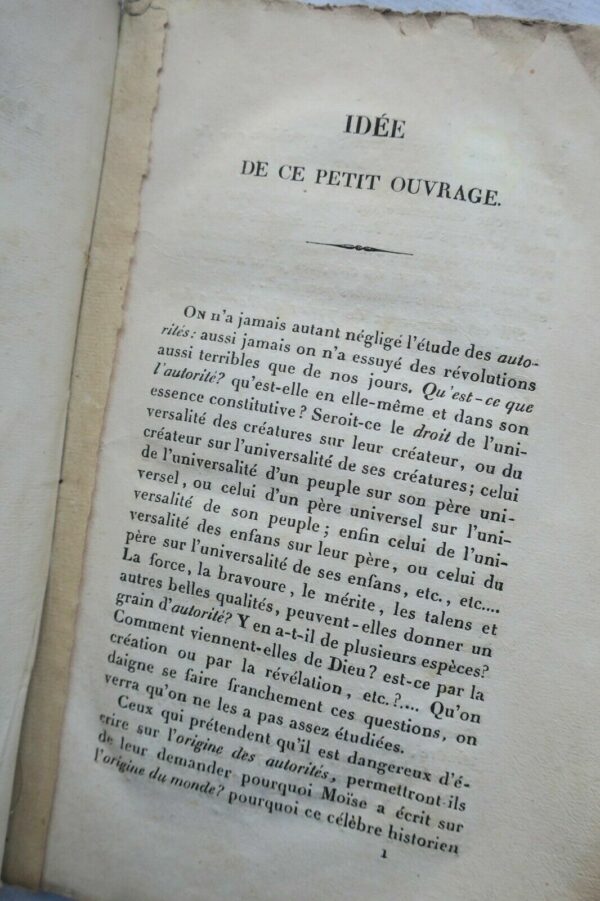 IDÉE
DE CE PETIT OUVRAGE.
ON n'a jamais autant négligé l'étude des auto-
rités: aussi jamais on n'a essuyé des révolutions
aussi terribles que de nos jours. Qu'est-ce que
l'autorité? qu'est-elle en elle-même et dans son
essence constitutive? Seroit-ce le droit de l'uni-
versalité des créatures sur leur créateur, ou du
créateur sur l'universalité de ses créatures; celui
de l'universalité d'un peuple sur son père uni-
versel, ou celui d'un père universel sur l'uni-
versalité de son peuple; enfin celui de l'uni-
versalité des enfans sur leur père, ou celui du
père sur l'universalité de ses enfans, etc., etc....
La force, la bravoure, le mérite, les talens et
autres belles qualités, peuvent-elles donner un
grain d'autorité? Y en a-t-il de plusieurs espèces?
Comment viennent-elles de Dieu? est-ce par la
création ou par la révélation, etc.?.... Qu'on
daigne se faire franchement ces questions, on
verra qu'on ne les a pas assez étudiées.
Ceux qui prétendent qu'il est dangereux d'é-
crire sur l'origine des autorités, permettront-ils
de leur demander pourquoi Moïse a écrit sur
l'origine du monde? pourquoi ce célèbre historien
1